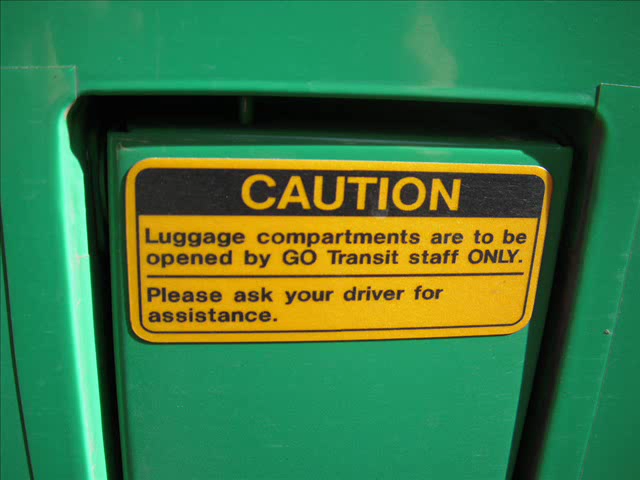 CAUTION
Luggage compartments are to be
opened by GO Transit staff ONLY.
Please ask your driver for
assistance.